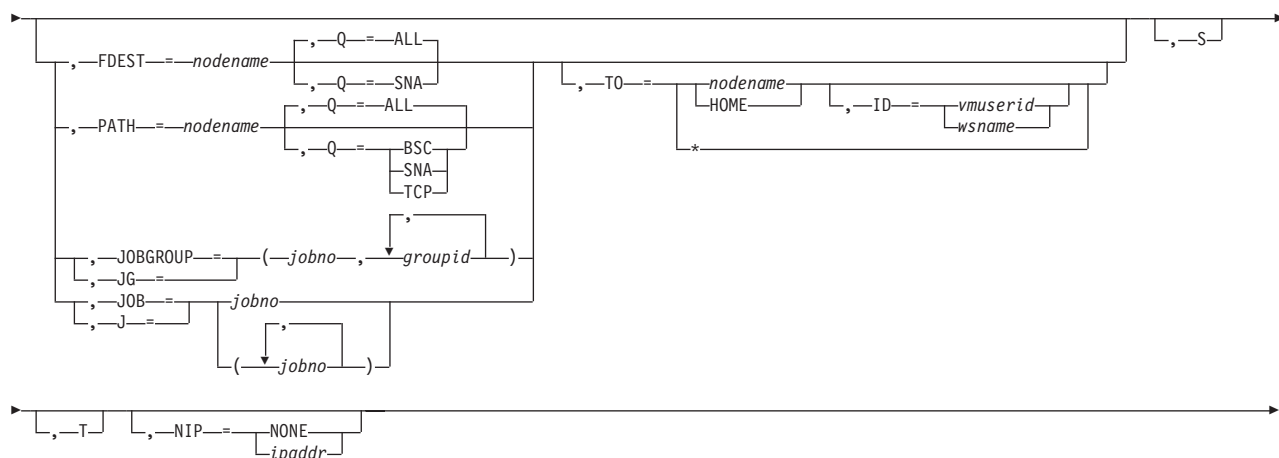 , Q = ALL
, S
, FDEST= nodename
, Q =SNA
, TO= nodename
HOME
, ID= vmuserid
wsname
*
, Q = ALL
, PATH =nodename
, Q = BSC
SNA
TCP
,
, JOBGROUP= ( jobno , groupid )
, JG=
, JOB= jobno
, J =
,
( jobno )
, T
, NIP= NONE
ipaddr